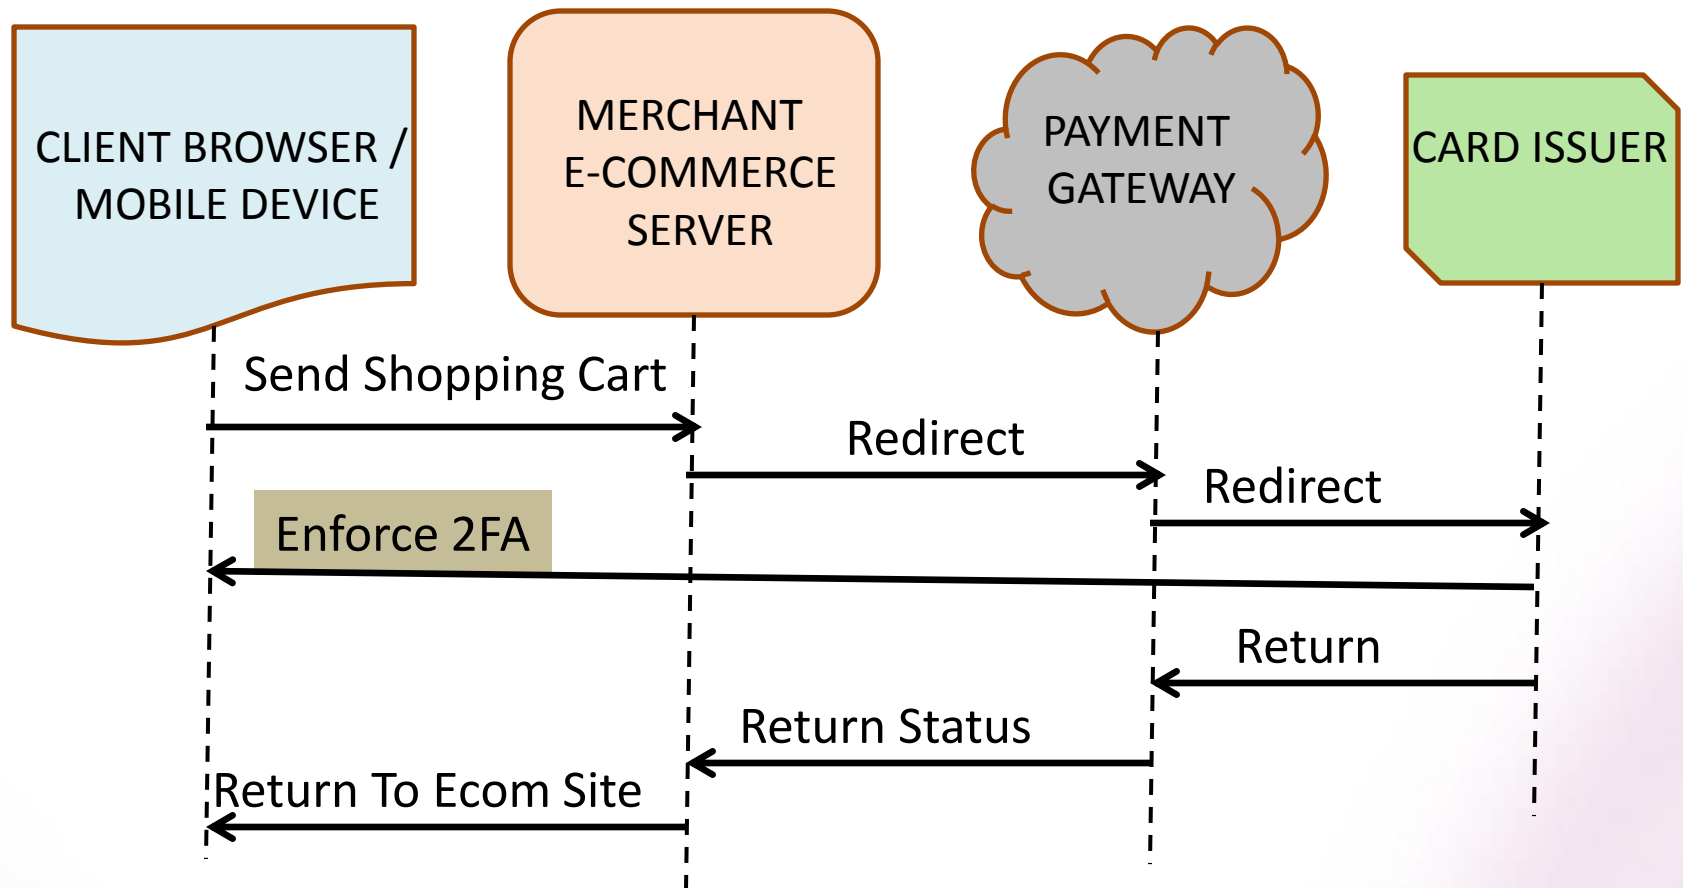 CLIENT BROWSER /
MOBILE DEVICE
MERCHANT
E-COMMERCE
SERVER
PAYMENT
GATEWAY
CARD ISSUER
Send Shopping Cart
Redirect
Redirect
Enforce 2FA
Return
Return Status
Return To Ecom Site